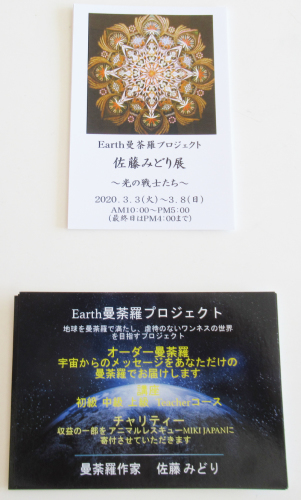 Earth曼荼羅プロジェクト
佐藤みどり展
～光の戦士たち～
2020.3.3(火)～3.8(日)
AM10:00～PM5:00
(最終日はPM4:00まで)
Earth曼荼羅プロジェクト
地球を曼荼羅で満たし、虐待のないワンネスの世界
を目指すプロジェクト
オーダー曼荼羅
宇宙からのメッセージをあなただけの
曼荼羅でお届けします
初級 中級 上級 Teacherコース
チャリティー
収益の一部を アニマルレスキューMIKI JAPANに
寄付させていただきます
曼荼羅作家 佐藤 みどり